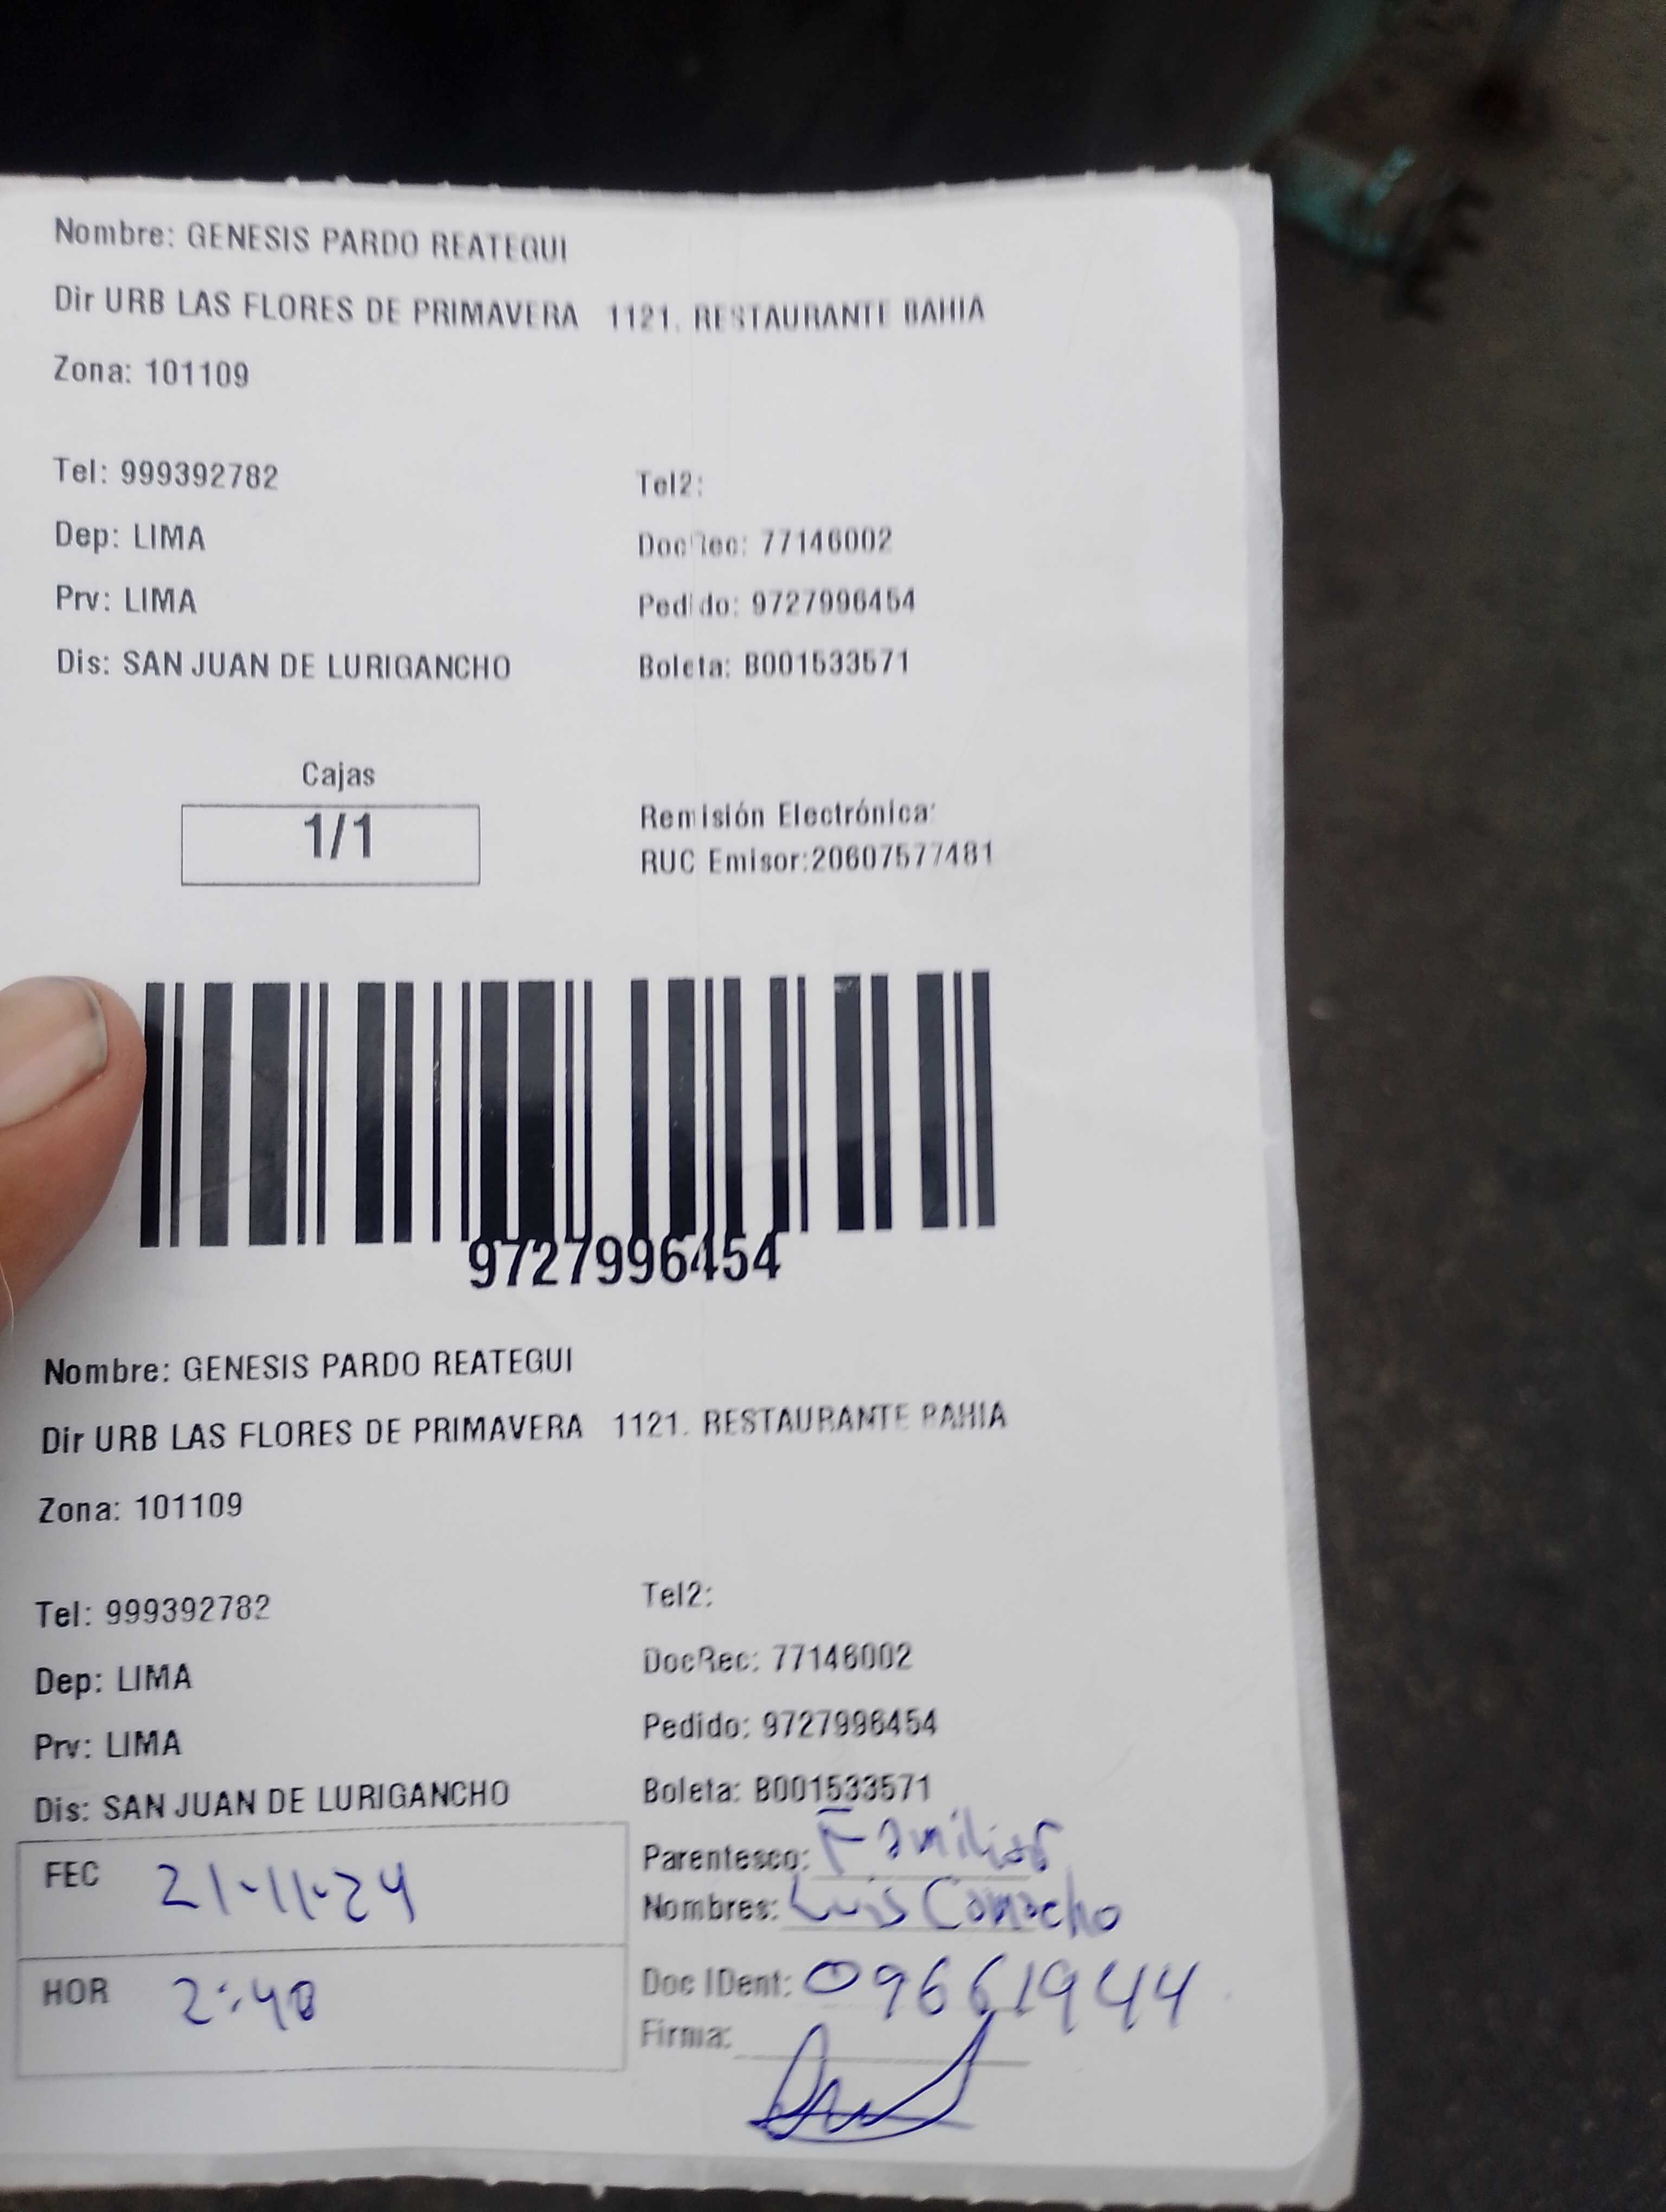 Nombre: GENESIS PARDO REATEGUI
Dir URB LAS FLORES DE PRIMAVERA 1121. RESTAURANTE BAHIA
Zona: 101109
Tel: 999392782
Tel2:
Dep: LIMA
DocRec: 77146002
Prv: LIMA
Pedido: 9727996454
Dis: SAN JUAN DE LURIGANCHO
Boleta: B001533571
Cajas
1/1
Remisión Electrónica:
RUC Emisor:20607577481
9727996454
Nombre: GENESIS PARDO REATEGUI
Dir URB LAS FLORES DE PRIMAVERA 1121. RESTAURANTE BAHIA
Zona: 101109
Tel: 999392782
Tel2:
Dep: LIMA
DocRec: 77146002
Prv: LIMA
Pedido: 9727996454
Dis: SAN JUAN DE LURIGANCHO
Boleta: B001533571
FEC 21-11-24
Parentesco: Familiar
Nombres: Luis Camacho
HOR 2:40
Doc IDent: 09661944
Firma: